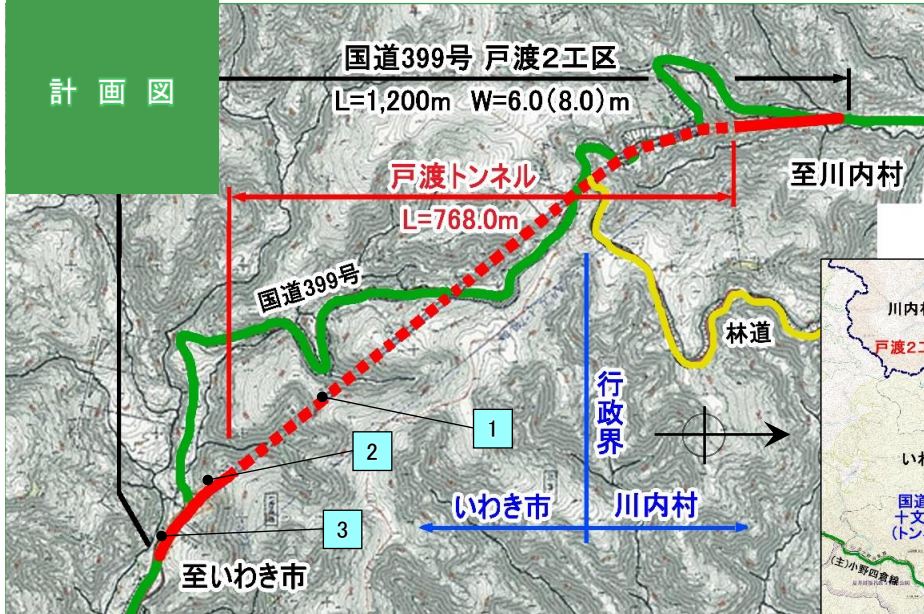 計画図
国道399号 戸渡2工区
L=1,200m W=6.0(8.0)m
戸渡トンネル
L=768.0m
至川内村
国道399号
林道
行政界
1
2
3
いわき市
川内村
至いわき市
川内村
戸渡2工
いわ
国道
十文
(トンネ
(主)小野四倉線